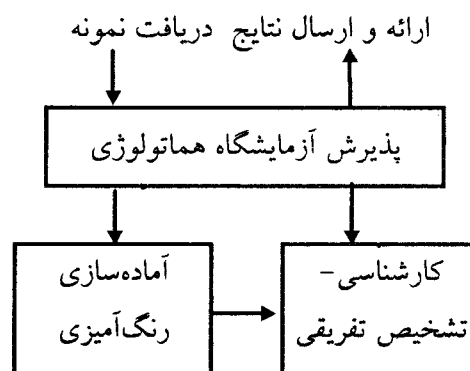 ارائه و ارسال نتایج دریافت نمونه
پذیرش آزمایشگاه هماتولوژی
کارشناسی-
تشخیص تفریقی
آماده‌سازی
رنگ‌آمیزی